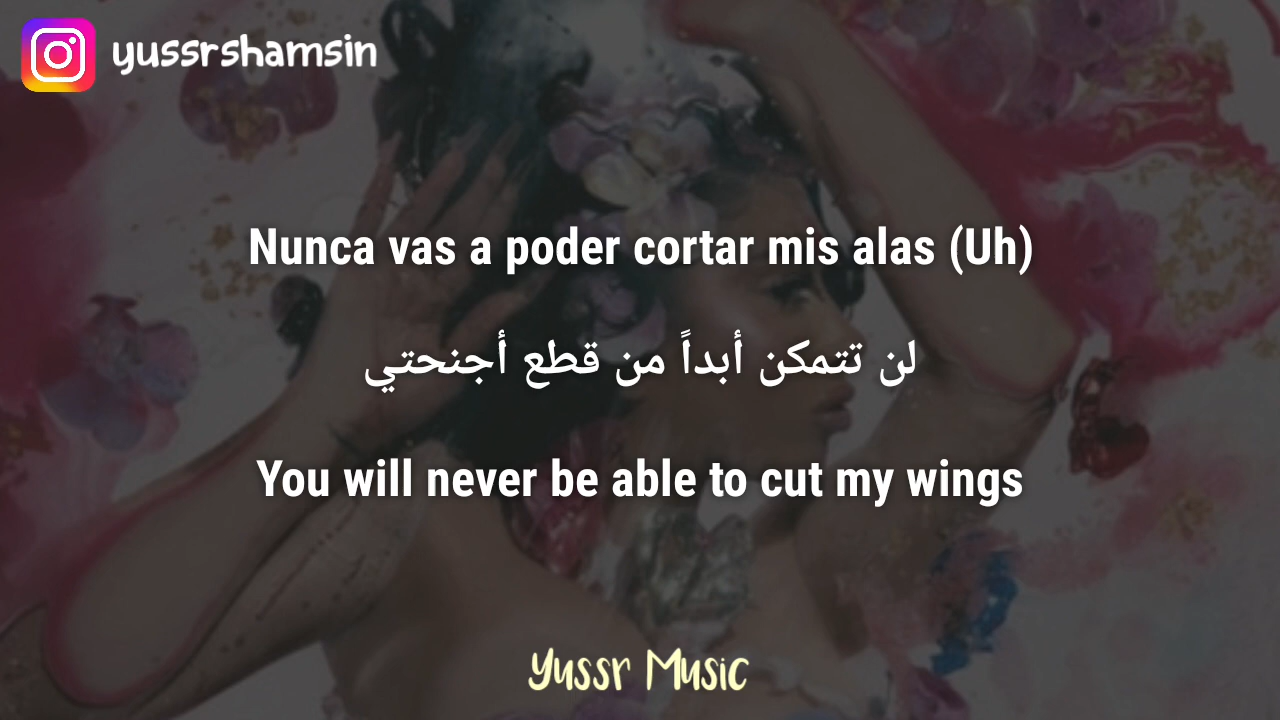 yussrshamsin
Nunca vas a poder cortar mis alas (Uh)
لن تتمكن أبداً من قطع أجنحتي
You will never be able to cut my wings
Yussr Music